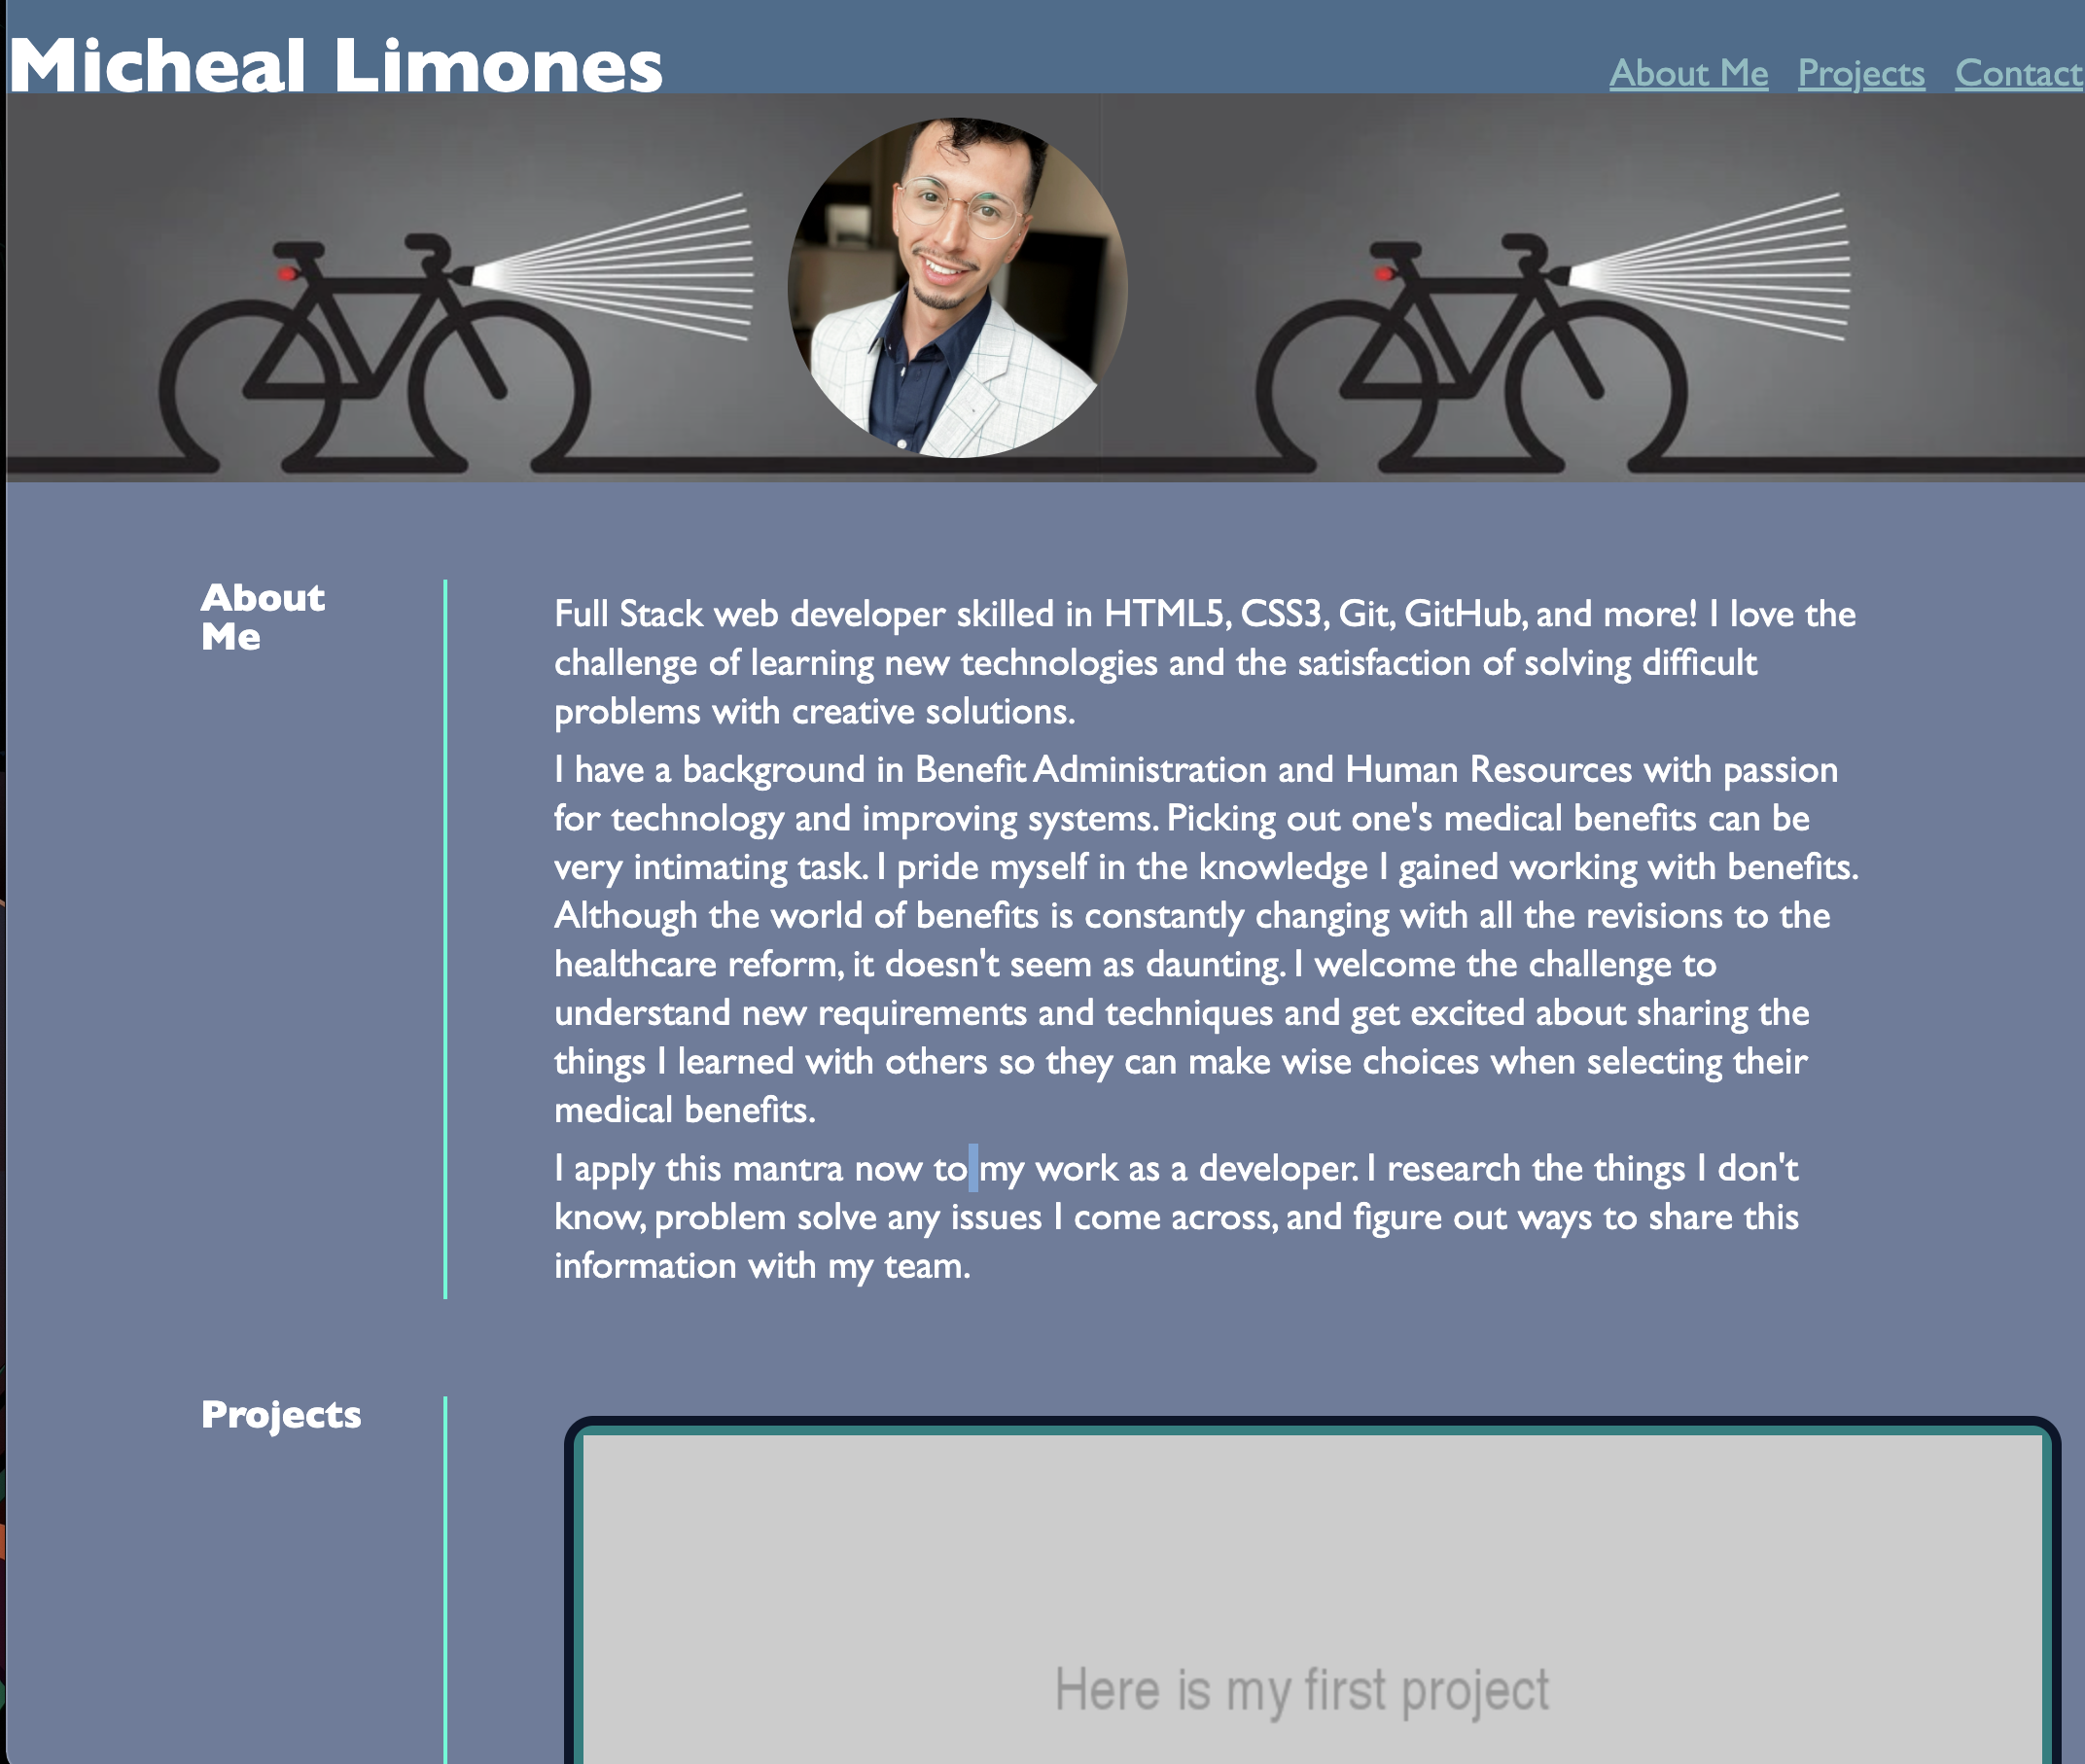 Micheal Limones
About Me Projects Contact
About
Me
Full Stack web developer skilled in HTML5, CSS3, Git, GitHub, and more! I love the
challenge of learning new technologies and the satisfaction of solving difficult
problems with creative solutions.
I have a background in Benefit Administration and Human Resources with passion
for technology and improving systems. Picking out one's medical benefits can be
very intimating task. I pride myself in the knowledge I gained working with benefits.
Although the world of benefits is constantly changing with all the revisions to the
healthcare reform, it doesn't seem as daunting. I welcome the challenge to
understand new requirements and techniques and get excited about sharing the
things I learned with others so they can make wise choices when selecting their
medical benefits.
I apply this mantra now to my work as a developer. I research the things I don't
know, problem solve any issues I come across, and figure out ways to share this
information with my team.
Projects
Here is my first project